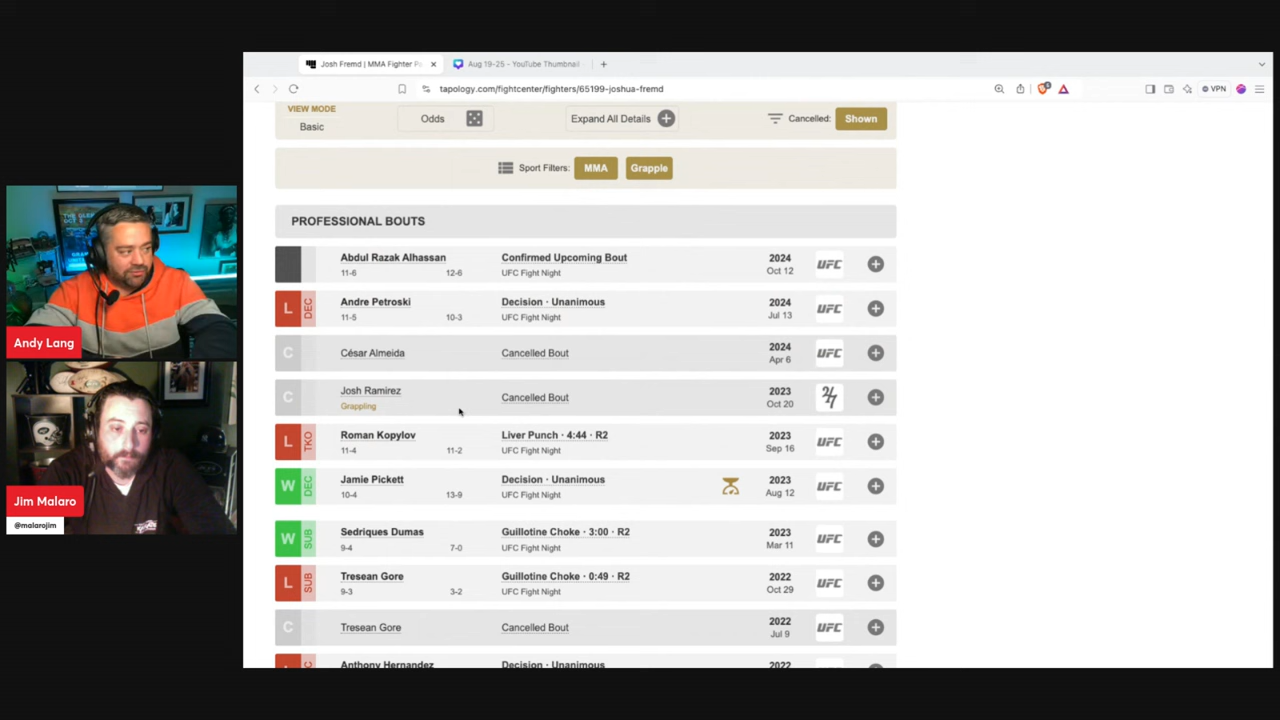 Josh Fremd | MMA Fighter Pa
Aug 19-25 - YouTube Thumbnail
tapology.com/fightcenter/fighters/65199-joshua-fremd
VPN
VIEW MODE
Basic
Odds
Expand All Details
Cancelled:
Shown
Sport Filters:
MMA
Grapple
PROFESSIONAL BOUTS
Abdul Razak Alhassan
Confirmed Upcoming Bout
2024
11-6
12-6
UFC Fight Night
Oct 12
UFC
L
DEC
Andre Petroski
Decision · Unanimous
2024
11-5
10-3
UFC Fight Night
Jul 13
UFC
C
César Almeida
Cancelled Bout
2024
Apr 6
UFC
C
Josh Ramirez
Grappling
Cancelled Bout
2023
Oct 20
24/7
L
TKO
Roman Kopylov
Liver Punch · 4:44 · R2
2023
11-4
11-2
UFC Fight Night
Sep 16
UFC
W
DEC
Jamie Pickett
Decision · Unanimous
2023
10-4
13-9
UFC Fight Night
Aug 12
UFC
W
SUB
Sedriques Dumas
Guillotine Choke · 3:00 · R2
2023
9-4
7-0
UFC Fight Night
Mar 11
UFC
L
SUB
Tresean Gore
Guillotine Choke · 0:49 · R2
2022
9-3
3-2
UFC Fight Night
Oct 29
UFC
C
Tresean Gore
Cancelled Bout
2022
Jul 9
UFC
Anthony Hernandez
Decision · Unanimous
2022
Andy Lang
Jim Malaro
@malarojim